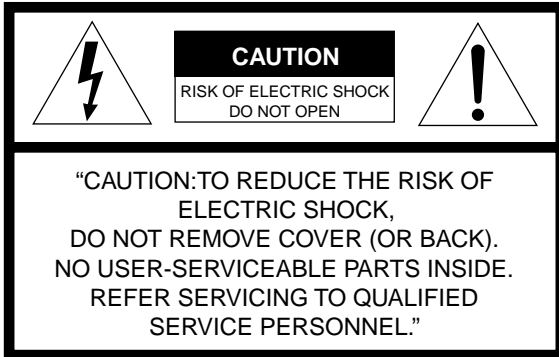 CAUTION
RISK OF ELECTRIC SHOCK
DO NOT OPEN
“CAUTION:TO REDUCE THE RISK OF
ELECTRIC SHOCK,
DO NOT REMOVE COVER (OR BACK).
NO USER-SERVICEABLE PARTS INSIDE.
REFER SERVICING TO QUALIFIED
SERVICE PERSONNEL.”